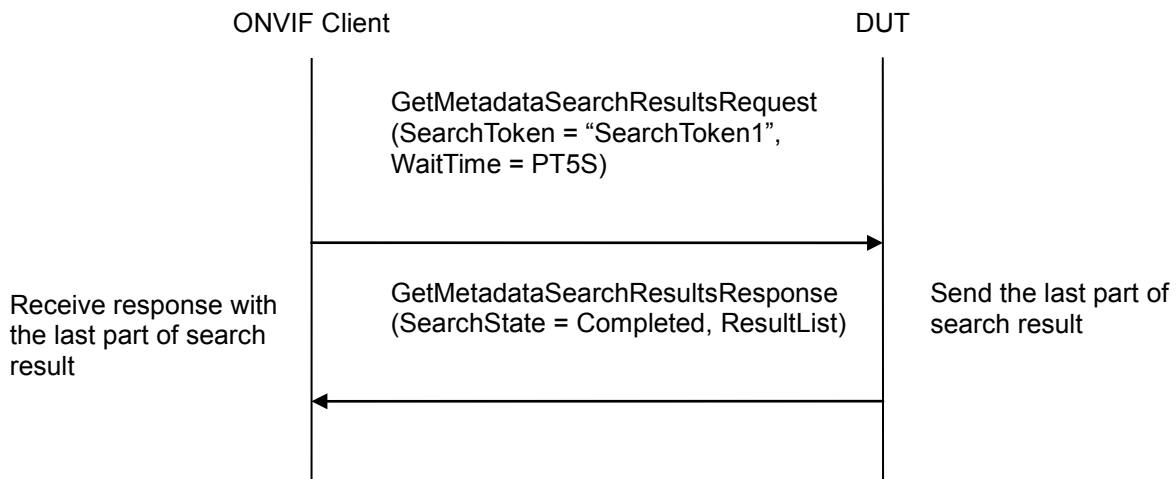 ONVIF Client
DUT
GetMetadataSearchResultsRequest
(SearchToken = “SearchToken1”,
WaitTime = PT5S)
Receive response with
the last part of search
result
GetMetadataSearchResultsResponse
(SearchState = Completed, ResultList)
Send the last part of
search result